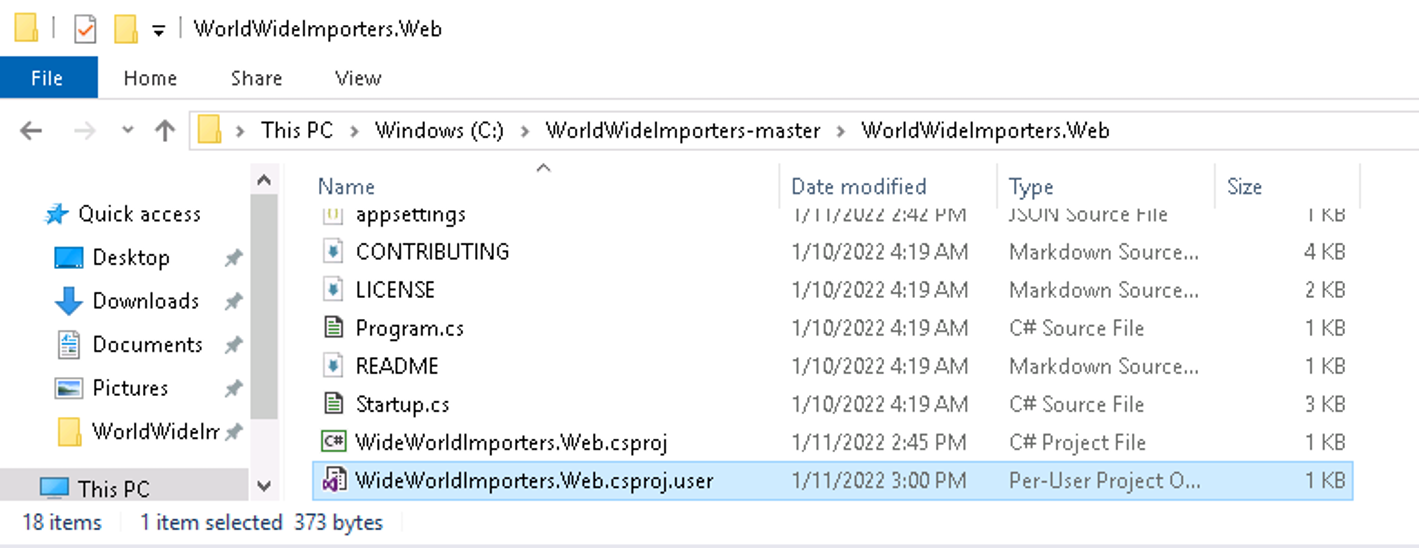 WorldWideImporters.Web
File Home Share View
This PC Windows (C:) WorldWideImporters-master WorldWideImporters.Web
Name Date modified Type Size
Quick access
Desktop
Downloads
Documents
Pictures
WorldWideIm
This PC
appsettings 1/11/2022 2:42 PM JSON Source File 1 KB
CONTRIBUTING 1/10/2022 4:19 AM Markdown Source... 4 KB
LICENSE 1/10/2022 4:19 AM Markdown Source... 2 KB
Program.cs 1/10/2022 4:19 AM C# Source File 1 KB
README 1/10/2022 4:19 AM Markdown Source... 1 KB
Startup.cs 1/10/2022 4:19 AM C# Source File 3 KB
C# WideWorldImporters.Web.csproj 1/11/2022 2:45 PM C# Project File 1 KB
WideWorldImporters.Web.csproj.user 1/11/2022 3:00 PM Per-User Project O... 1 KB
18 items 1 item selected 373 bytes